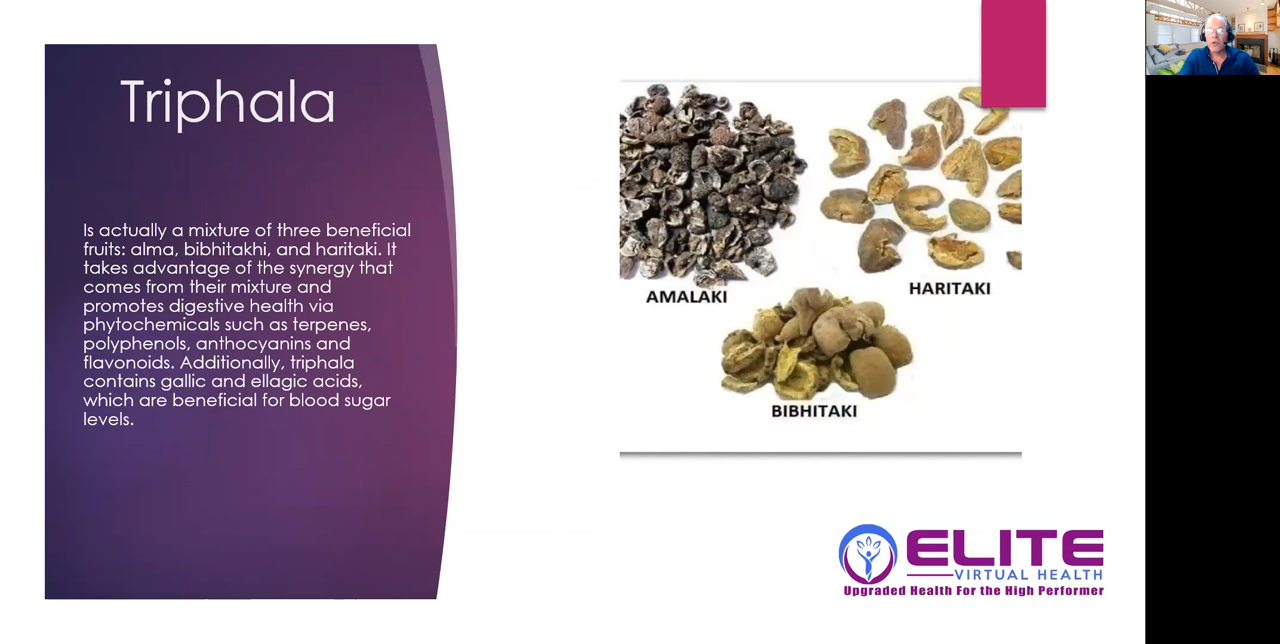 Triphala
Is actually a mixture of three beneficial
fruits: alma, bibhitakhi, and haritaki. It
takes advantage of the synergy that
comes from their mixture and
promotes digestive health via
phytochemicals such as terpenes,
polyphenols, anthocyanins and
flavonoids. Additionally, triphala
contains gallic and ellagic acids,
which are beneficial for blood sugar
levels.
AMALAKI
HARITAKI
BIBHITAKI
ELITE
VIRTUAL HEALTH
Upgraded Health For the High Performer